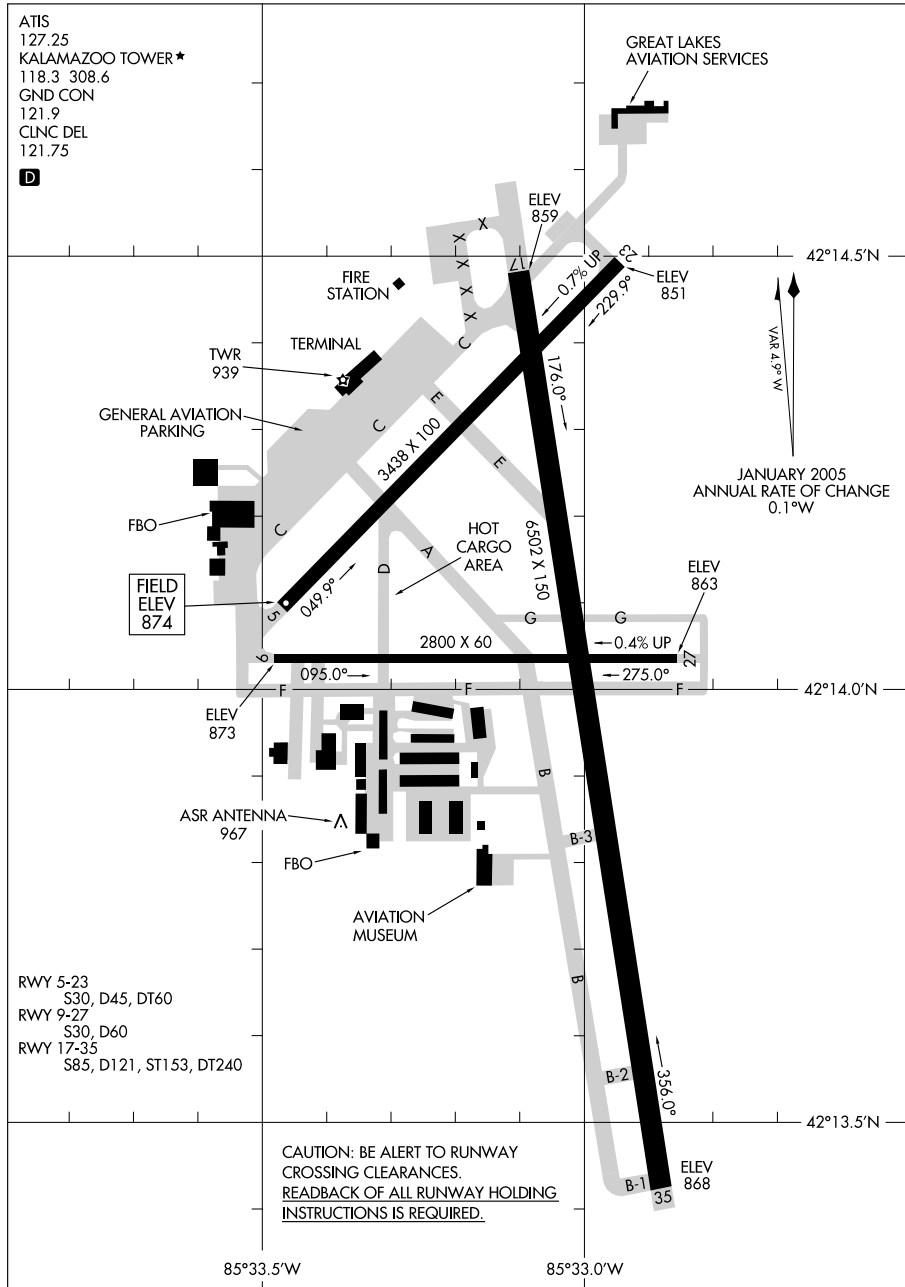 ATIS
127.25
KALAMAZOO TOWER★
118.3 308.6
GND CON
121.9
CLNC DEL
121.75
D
GREAT LAKES
AVIATION SERVICES
ELEV
859
X
X
X
X
X
17
23
42°14.5'N
0.7% UP
229.9°
ELEV
851
FIRE
STATION
VAR 4.9° W
C
TERMINAL
TWR
939
176.0°
E
GENERAL AVIATION
PARKING
C
3438 X 100
E
JANUARY 2005
ANNUAL RATE OF CHANGE
0.1°W
FBO
C
6502 X 150
HOT
CARGO
AREA
A
D
ELEV
863
FIELD
ELEV
874
049.9°
5
G
G
9
2800 X 60
0.4% UP
27
095.0°
275.0°
F
F
F
42°14.0'N
ELEV
873
B
ASR ANTENNA
967
B-3
FBO
AVIATION
MUSEUM
B
RWY 5-23
S30, D45, DT60
RWY 9-27
S30, D60
RWY 17-35
S85, D121, ST153, DT240
B-2
356.0°
42°13.5'N
CAUTION: BE ALERT TO RUNWAY
CROSSING CLEARANCES.
READBACK OF ALL RUNWAY HOLDING
INSTRUCTIONS IS REQUIRED.
B-1
35
ELEV
868
85°33.5'W
85°33.0'W